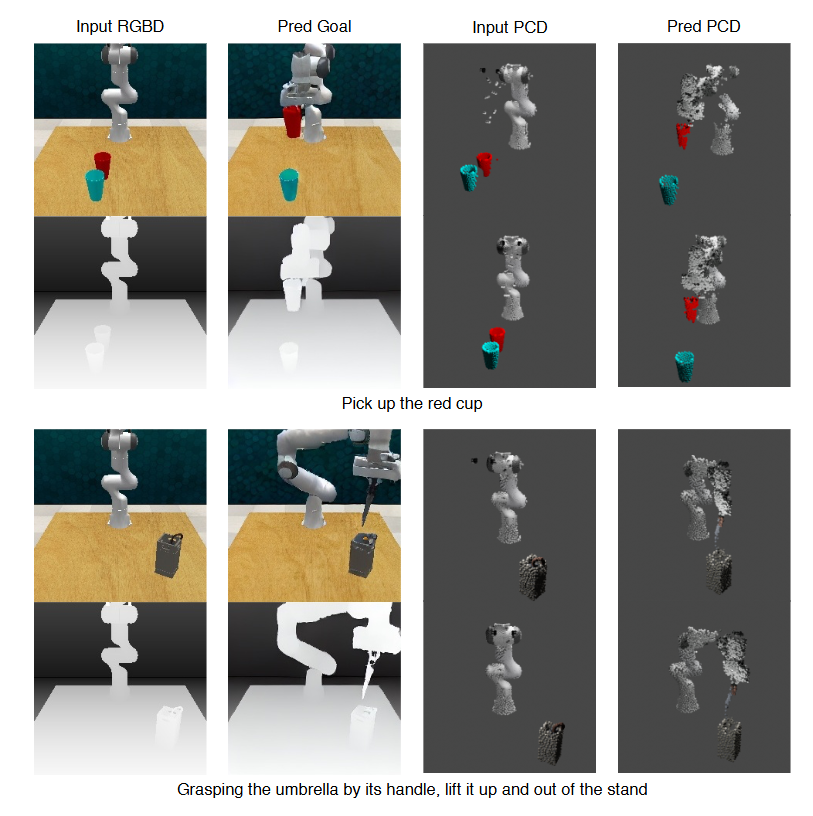 Input RGBD
Pred Goal
Input PCD
Pred PCD
Pick up the red cup
Grasping the umbrella by its handle, lift it up and out of the stand